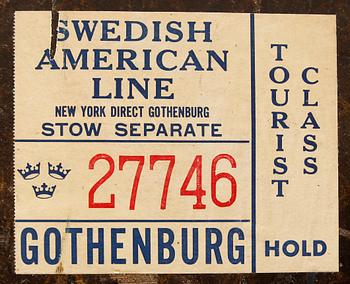 SWEDISH
AMERICAN
LINE
NEW YORK DIRECT GOTHENBURG
STOW SEPARATE
27746
GOTHENBURG
TOURIST
CLASS
HOLD